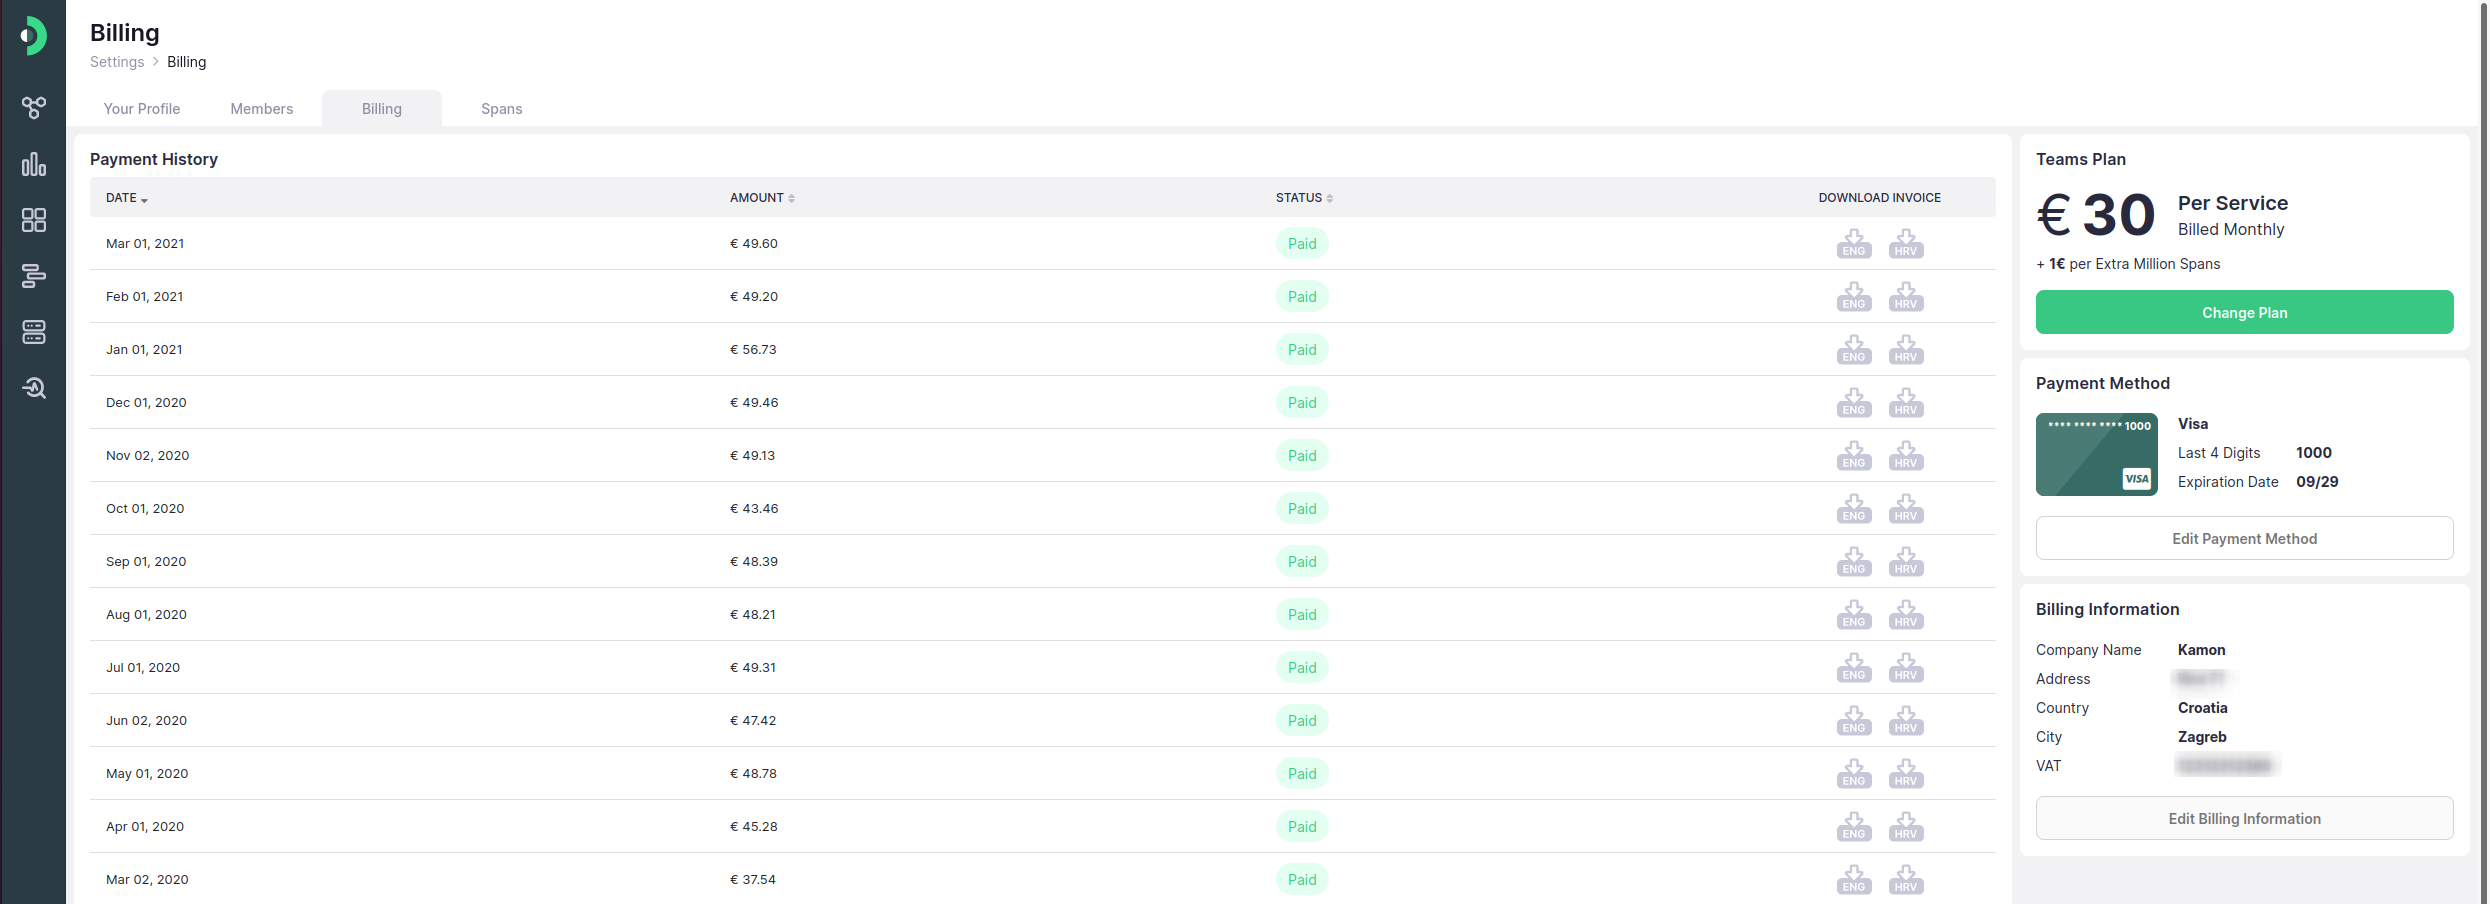 Billing
Settings > Billing
Your Profile Members Billing Spans
Payment History
DATE AMOUNT STATUS DOWNLOAD INVOICE
Mar 01, 2021 € 49.60 Paid ENG HRV
Feb 01, 2021 € 49.20 Paid ENG HRV
Jan 01, 2021 € 56.73 Paid ENG HRV
Dec 01, 2020 € 49.46 Paid ENG HRV
Nov 02, 2020 € 49.13 Paid ENG HRV
Oct 01, 2020 € 43.46 Paid ENG HRV
Sep 01, 2020 € 48.39 Paid ENG HRV
Aug 01, 2020 € 48.21 Paid ENG HRV
Jul 01, 2020 € 49.31 Paid ENG HRV
Jun 02, 2020 € 47.42 Paid ENG HRV
May 01, 2020 € 48.78 Paid ENG HRV
Apr 01, 2020 € 45.28 Paid ENG HRV
Mar 02, 2020 € 37.54 Paid ENG HRV
Teams Plan
€ 30 Per Service
Billed Monthly
+ 1€ per Extra Million Spans
Change Plan
Payment Method
**** **** **** 1000
VISA
Visa
Last 4 Digits 1000
Expiration Date 09/29
Edit Payment Method
Billing Information
Company Name Kamon
Address
Country Croatia
City Zagreb
VAT
Edit Billing Information